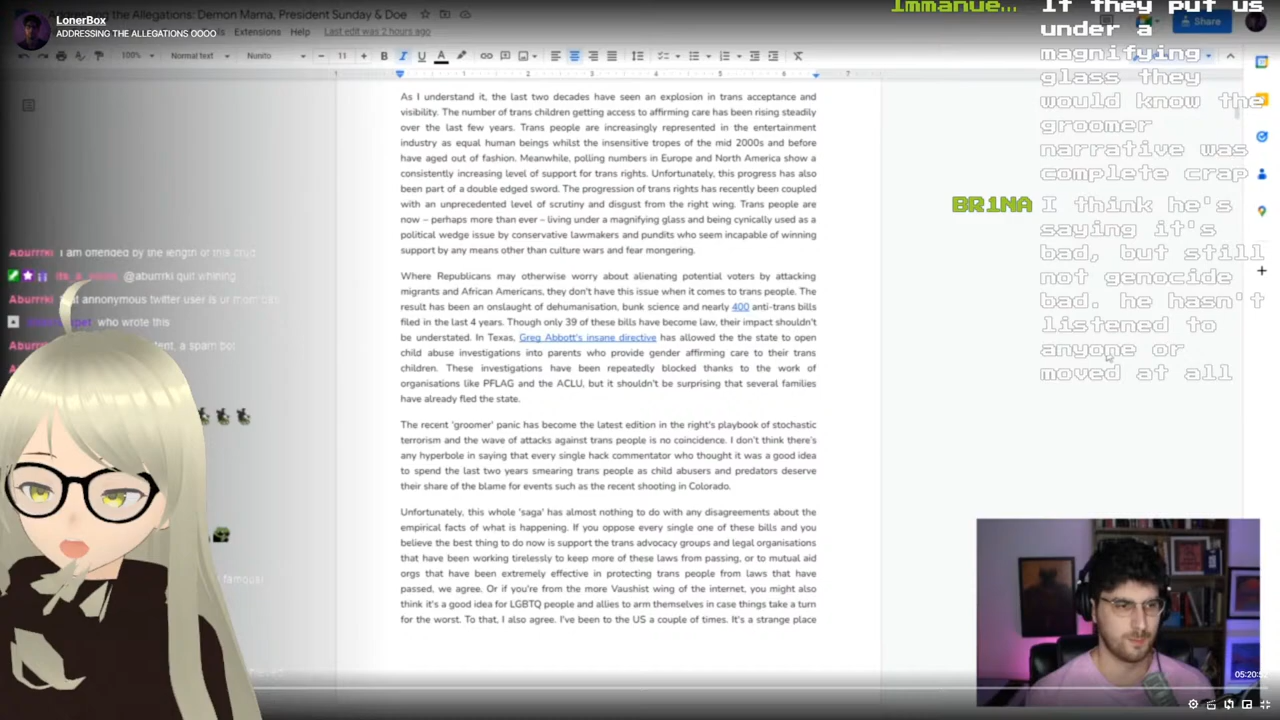 LonerBox
ADDRESSING THE ALLEGATIONS OOOO
ADDRESSING THE ALLEGATIONS: Demon Mama, President Sunday & Doe
Extensions Help Last edit was 2 hours ago
Share
100% Normal text Nunito 11
As I understand it, the last two decades have seen an explosion in trans acceptance and
visibility. The number of trans children getting access to affirming care has been rising steadily
over the last few years. Trans people are increasingly represented in the entertainment
industry as equal human beings whilst the insensitive tropes of the mid 2000s and before
have aged out of fashion. Meanwhile, polling numbers in Europe and North America show a
consistently increasing level of support for trans rights. Unfortunately, this progress has also
been part of a double edged sword. The progression of trans rights has recently been coupled
with an unprecedented level of scrutiny and disgust from the right wing. Trans people are
now – perhaps more than ever – living under a magnifying glass and being cynically used as a
political wedge issue by conservative lawmakers and pundits who seem incapable of winning
support by any means other than culture wars and fear mongering.
Where Republicans may otherwise worry about alienating potential voters by attacking
migrants and African Americans, they don't have this issue when it comes to trans people. The
result has been an onslaught of dehumanisation, bunk science and nearly 400 anti-trans bills
filed in the last 4 years. Though only 39 of these bills have become law, their impact shouldn't
be understated. In Texas, Greg Abbott's insane directive has allowed the the state to open
child abuse investigations into parents who provide gender affirming care to their trans
children. These investigations have been repeatedly blocked thanks to the work of
organisations like PFLAG and the ACLU, but it shouldn't be surprising that several families
have already fled the state.
The recent 'groomer' panic has become the latest edition in the right's playbook of stochastic
terrorism and the wave of attacks against trans people is no coincidence. I don't think there's
any hyperbole in saying that every single hack commentator who thought it was a good idea
to spend the last two years smearing trans people as child abusers and predators deserve
their share of the blame for events such as the recent shooting in Colorado.
Unfortunately, this whole 'saga' has almost nothing to do with any disagreements about the
empirical facts of what is happening. If you oppose every single one of these bills and you
believe the best thing to do now is support the trans advocacy groups and legal organisations
that have been working tirelessly to keep more of these laws from passing, or to mutual aid
orgs that have been extremely effective in protecting trans people from laws that have
passed, we agree. Or if you're from the more Vaushist wing of the internet, you might also
think it's a good idea for LGBTQ people and allies to arm themselves in case things take a turn
for the worst. To that, I also agree. I've been to the US a couple of times. It's a strange place
Aburrrki i am offended by the length of this
@aburrrki quit whining
Aburrrki
who wrote this
a spam bot
Immanue... If they put us
under a
magnifying
glass they
would know the
groomer
narrative was
complete crap
BR1NA I think he's
saying it's
bad, but still
not genocide
bad. he hasn't
listened to
anyone or
moved at all